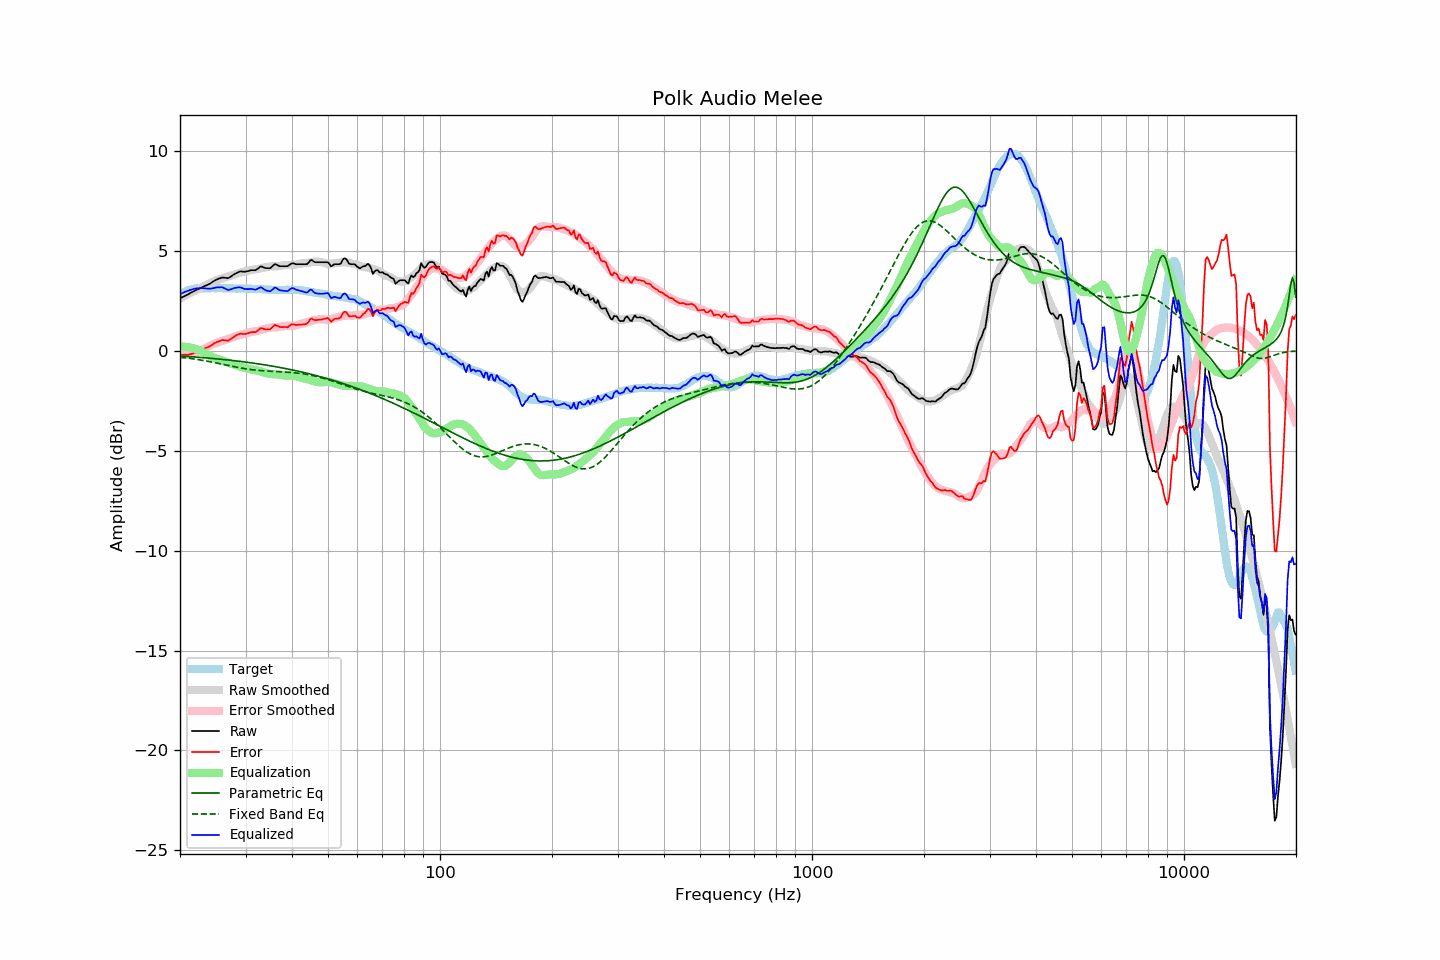 Polk Audio Melee
10
5
0
−5
−10
−15
−20
−25
Amplitude (dBr)
Target
Raw Smoothed
Error Smoothed
Raw
Error
Equalization
Parametric Eq
Fixed Band Eq
Equalized
100
1000
10000
Frequency (Hz)